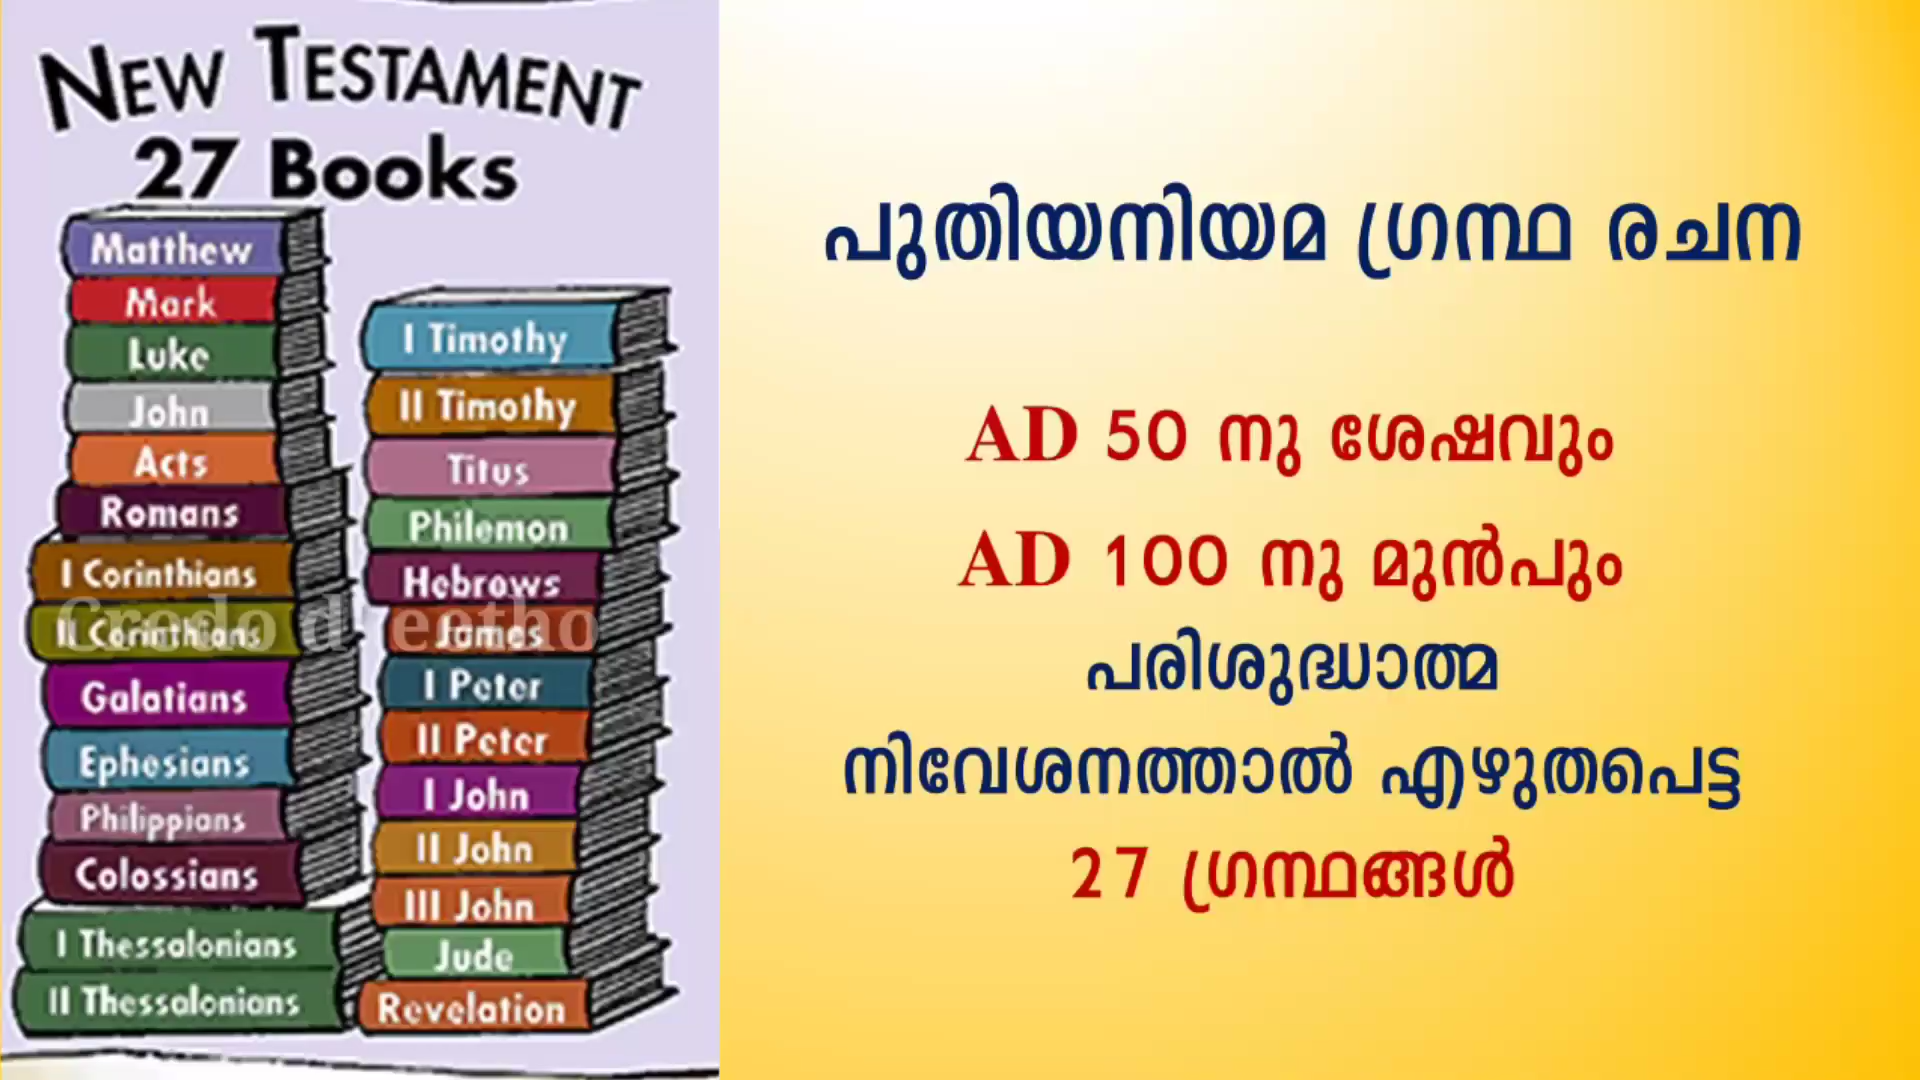 NEW TESTAMENT
27 Books
Matthew
Mark
Luke
John
Acts
Romans
I Corinthians
II Corinthians
Galatians
Ephesians
Philippians
Colossians
I Thessalonians
II Thessalonians
I Timothy
II Timothy
Titus
Philemon
Hebrews
James
I Peter
II Peter
I John
II John
III John
Jude
Revelation
പുതിയനിയമ ഗ്രന്ഥ രചന
AD 50 നു ശേഷവും
AD 100 നു മുൻപും
പരിശുദ്ധാത്മ
നിവേശനത്താൽ എഴുതപെട്ട
27 ഗ്രന്ഥങ്ങൾ